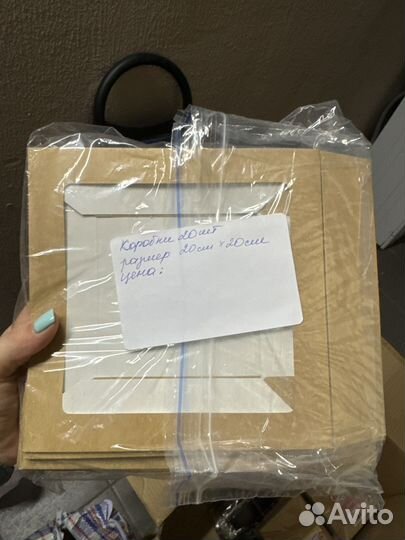 Коробки 20шт
размер 20см х 20см
цена:
Avito